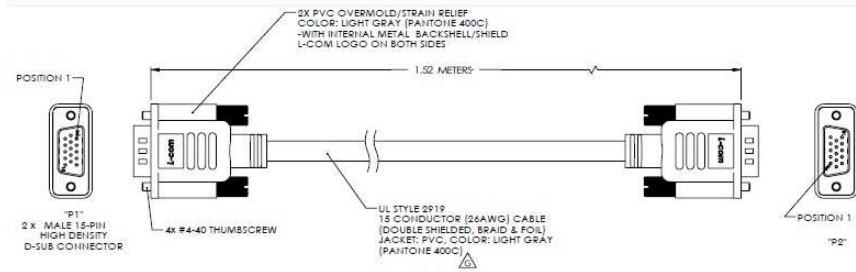 2X PVC OVERMOLD/STRAIN RELIEF
COLOR: LIGHT GRAY (PANTONE 400C)
-WITH INTERNAL METAL BACKSHELL/SHIELD
L-COM LOGO ON BOTH SIDES
1.52 METERS
POSITION 1
L-com
L-com
"P1"
2 X MALE 15-PIN
HIGH DENSITY
D-SUB CONNECTOR
4X #4-40 THUMBSCREW
UL STYLE 2919
15 CONDUCTOR (26AWG) CABLE
(DOUBLE SHIELDED, BRAID & FOIL)
JACKET: PVC, COLOR: LIGHT GRAY
(PANTONE 400C)
G
POSITION 1
"P2"